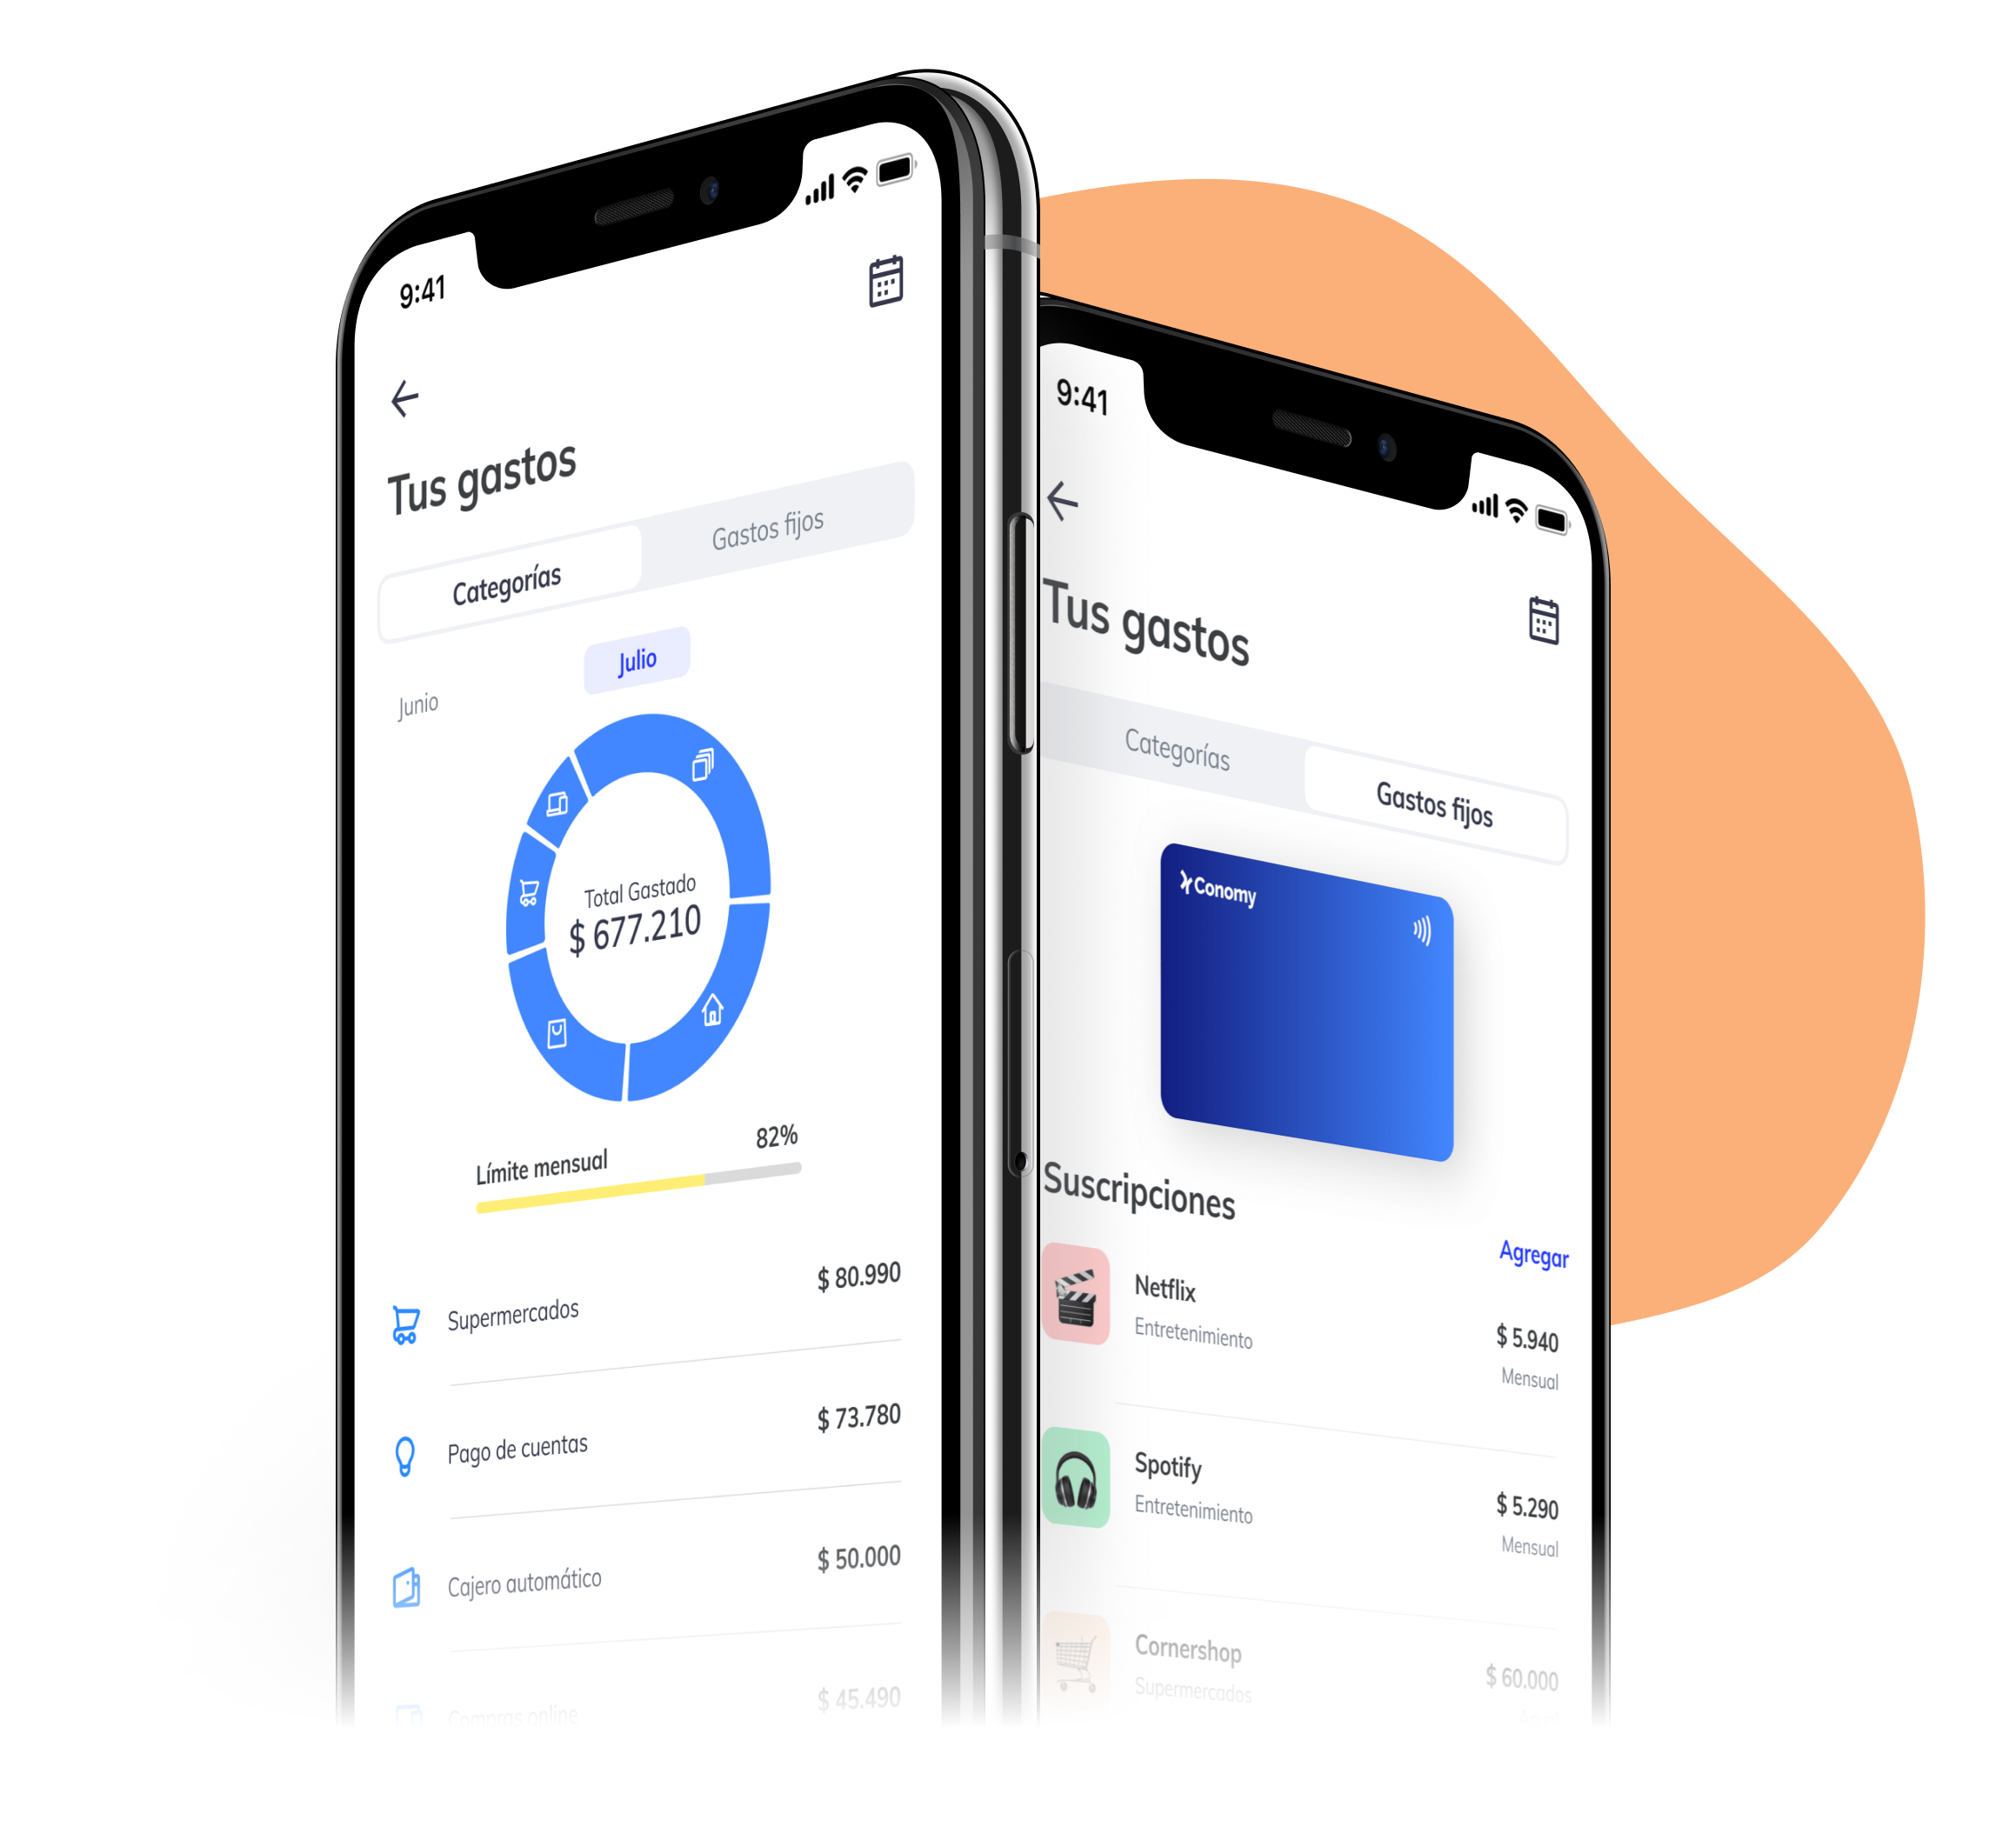 9:41
Tus gastos
Categorías
Gastos fijos
Junio
Julio
Total Gastado
$ 677.210
Límite mensual
82%
Supermercados
$ 80.990
Pago de cuentas
$ 73.780
Cajero automático
$ 50.000
Compras online
$ 45.490
9:41
Tus gastos
Categorías
Gastos fijos
Conomy
Suscripciones
Agregar
Netflix
Entretenimiento
$ 5.940
Mensual
Spotify
Entretenimiento
$ 5.290
Mensual
Cornershop
Supermercados
$ 60.000